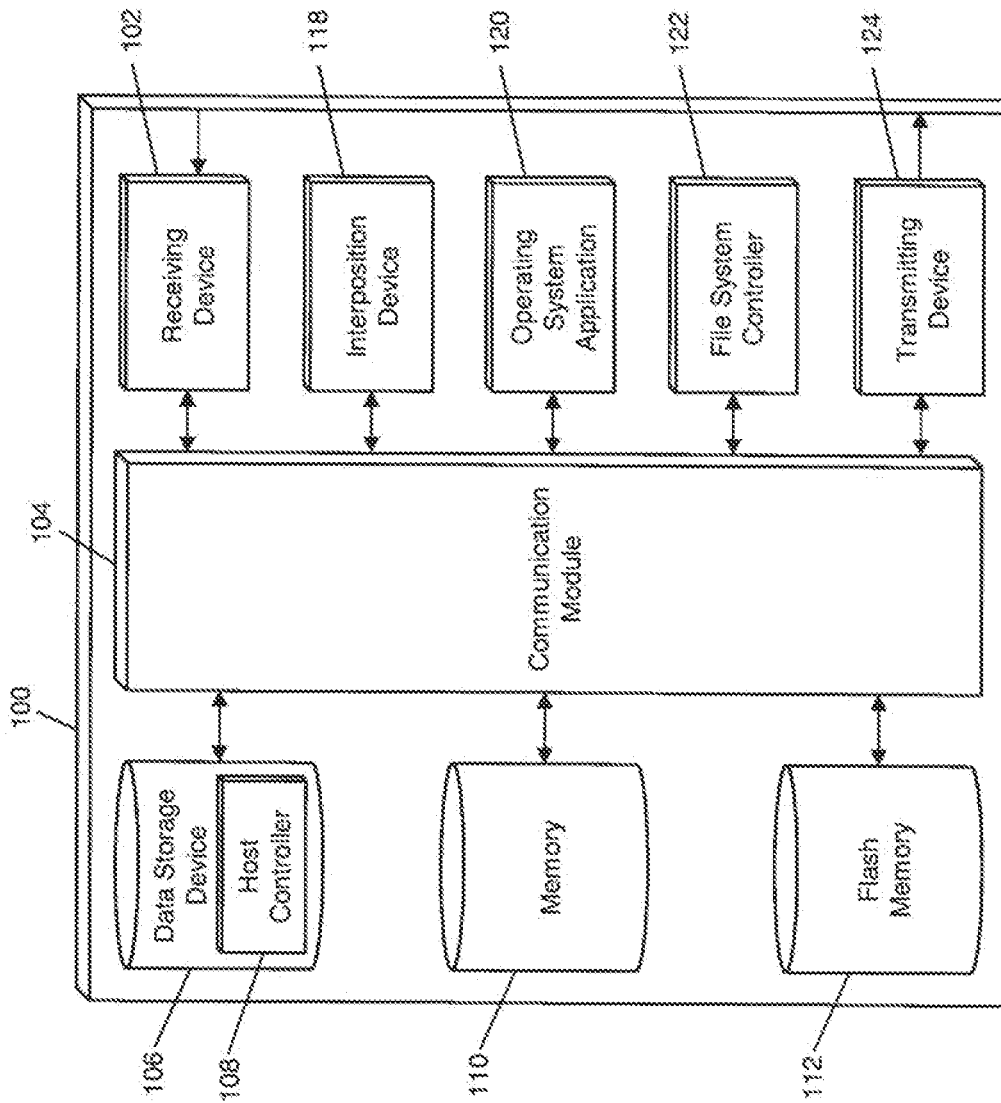 100
104
106
Data Storage
Device
108
Host
Controller
110
Memory
112
Flash
Memory
Communication
Module
102
Receiving
Device
118
Interposition
Device
120
Operating
System
Application
122
File System
Controller
124
Transmitting
Device